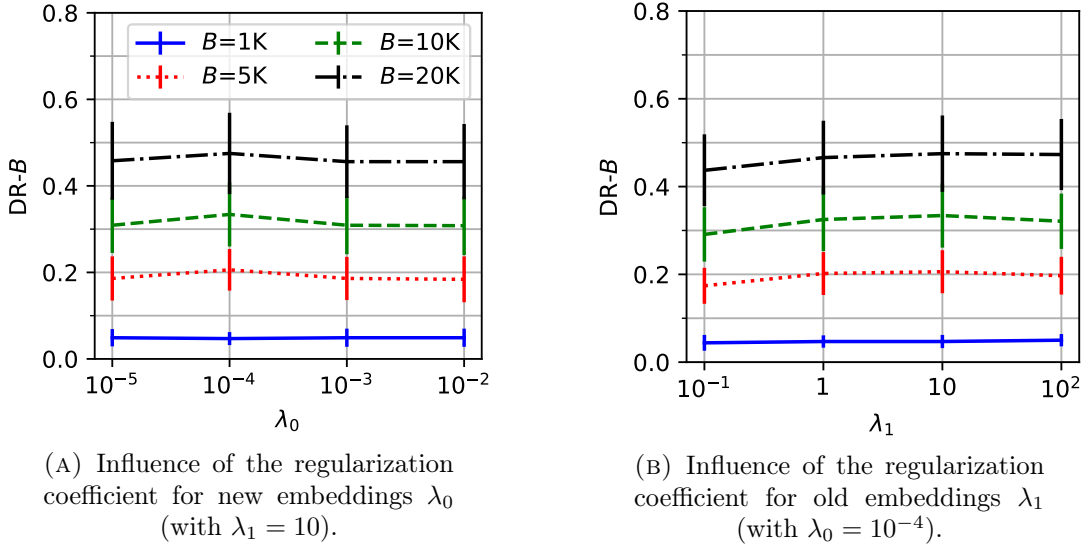 0.8
0.6
0.4
0.2
0.0
DR-B
B=1K
B=5K
B=10K
B=20K
10⁻⁵ 10⁻⁴ 10⁻³ 10⁻²
λ₀
(A) Influence of the regularization
coefficient for new embeddings λ₀
(with λ₁ = 10).
0.8
0.6
0.4
0.2
0.0
DR-B
10⁻¹ 1 10 10²
λ₁
(B) Influence of the regularization
coefficient for old embeddings λ₁
(with λ₀ = 10⁻⁴).